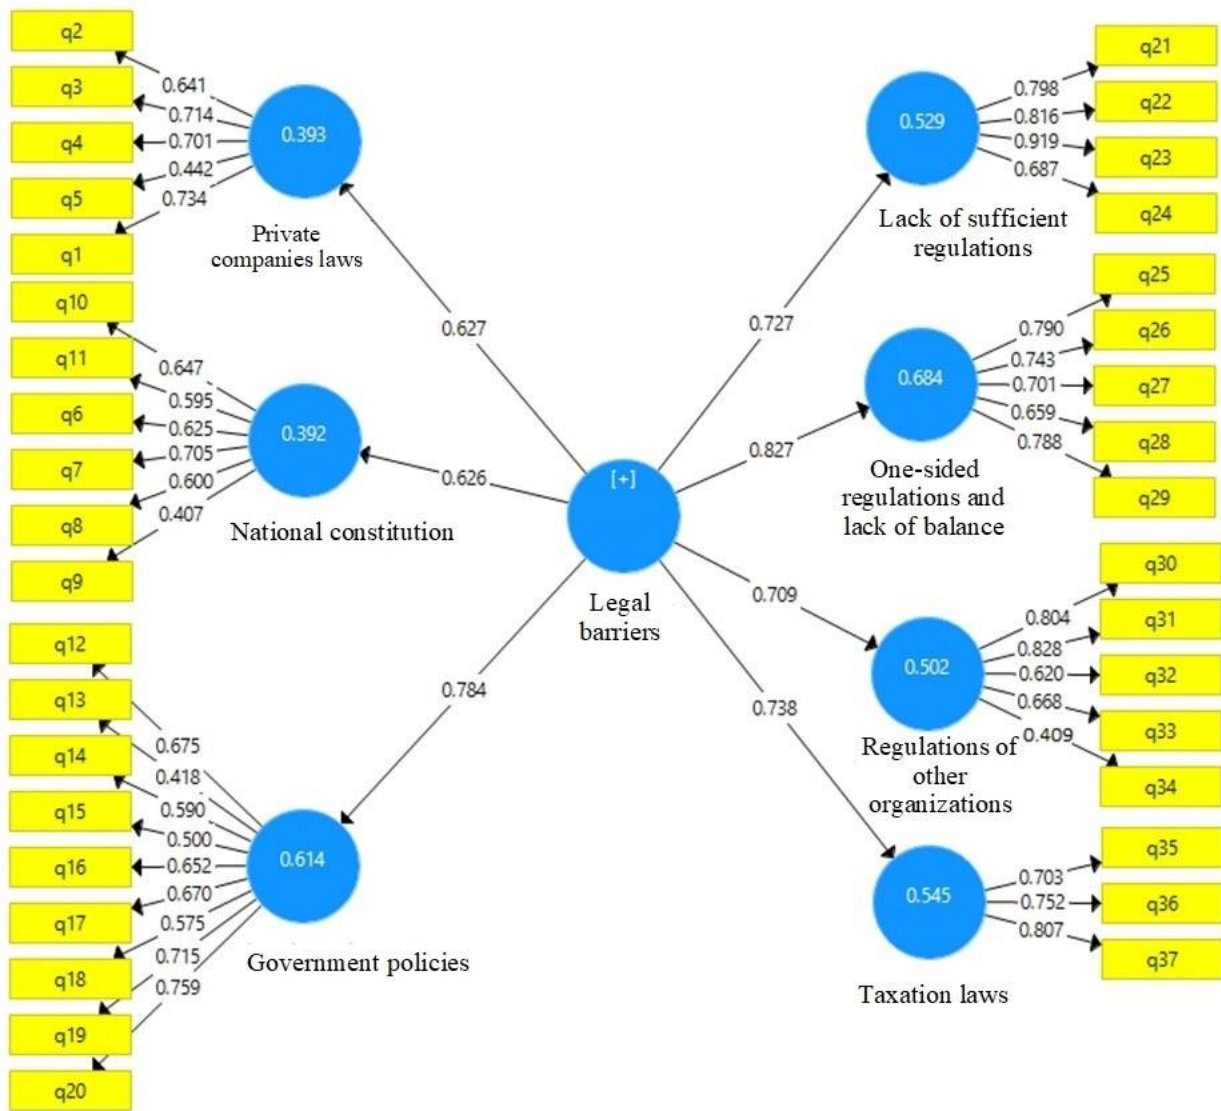 q2
q3
q4
q5
q1
0.641
0.714
0.701
0.442
0.734
0.393
Private
companies laws
q10
q11
q6
q7
q8
q9
0.647
0.595
0.625
0.705
0.600
0.407
0.392
National constitution
q12
q13
q14
q15
q16
q17
q18
q19
q20
0.675
0.418
0.590
0.500
0.652
0.670
0.575
0.715
0.759
0.614
Government policies
0.627
0.626
0.784
[+]
Legal
barriers
0.727
0.827
0.709
0.738
0.529
Lack of sufficient
regulations
0.798
0.816
0.919
0.687
q21
q22
q23
q24
0.684
One-sided
regulations and
lack of balance
0.790
0.743
0.701
0.659
0.788
q25
q26
q27
q28
q29
0.502
Regulations of
other
organizations
0.804
0.828
0.620
0.668
0.409
q30
q31
q32
q33
q34
0.545
Taxation laws
0.703
0.752
0.807
q35
q36
q37